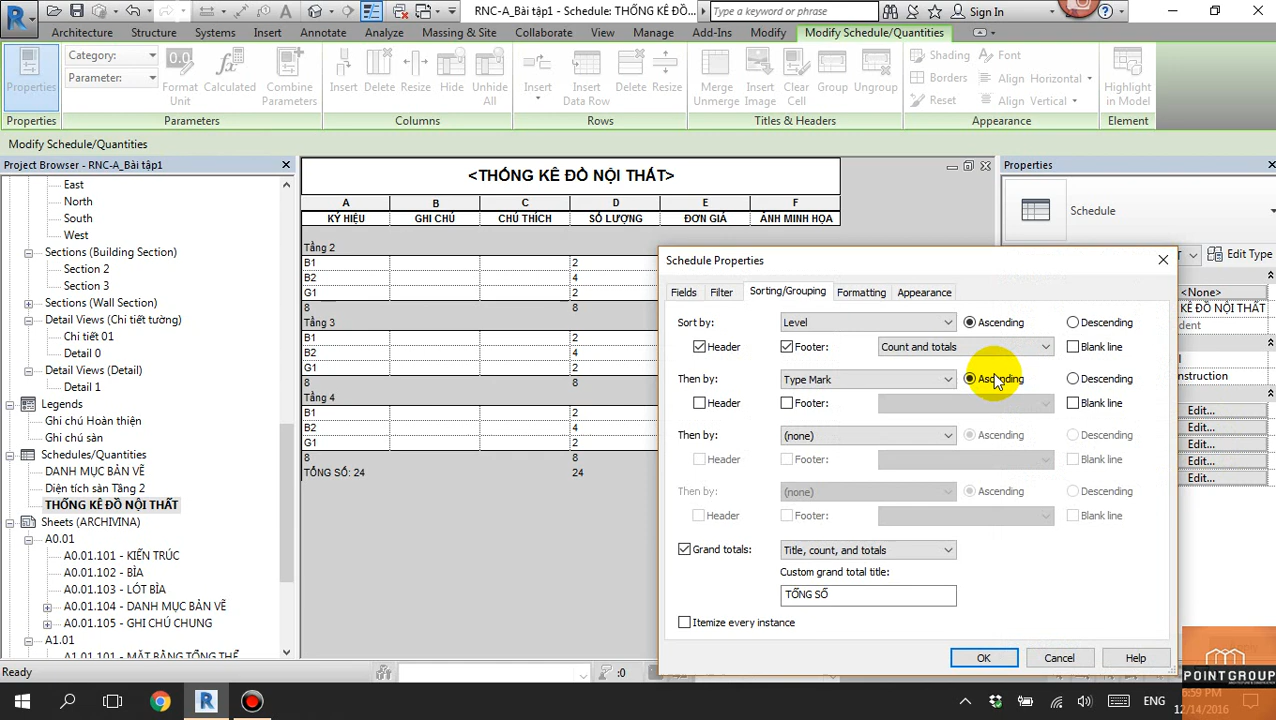 RNC-A_Bài tập1 - Schedule: THỐNG KÊ ĐỒ NỘI THẤT... Type a keyword or phrase Sign In
Architecture Structure Systems Insert Annotate Analyze Massing & Site Collaborate View Manage Add-Ins Modify Modify Schedule/Quantities
Properties Category: Parameter: Format Unit Calculated Combine Parameters Insert Delete Resize Hide Unhide All Insert Insert Data Row Delete Resize Merge Unmerge Insert Image Clear Cell Group Ungroup Shading Borders Reset Font Align Horizontal Align Vertical Highlight in Model
Properties Parameters Columns Rows Titles & Headers Appearance Element
Modify Schedule/Quantities
Project Browser - RNC-A_Bài tập1
East
North
South
West
Sections (Building Section)
Section 2
Section 3
Sections (Wall Section)
Detail Views (Chi tiết tường)
Chi tiết 01
Detail 0
Detail Views (Detail)
Detail 1
Legends
Ghi chú Hoàn thiện
Ghi chú sàn
Schedules/Quantities
DANH MỤC BẢN VẼ
Diện tích sàn Tầng 2
THỐNG KÊ ĐỒ NỘI THẤT
Sheets (ARCHIVINA)
A0.01
A0.01.101 - KIẾN TRÚC
A0.01.102 - BÌA
A0.01.103 - LÓT BÌA
A0.01.104 - DANH MỤC BẢN VẼ
A0.01.105 - GHI CHÚ CHUNG
A1.01
A1.01.101 - MẶT BẰNG TỔNG THỂ
<THỐNG KÊ ĐỒ NỘI THẤT>
A B C D E F
KÝ HIỆU GHI CHÚ CHÚ THÍCH SỐ LƯỢNG ĐƠN GIÁ ẢNH MINH HỌA
Tầng 2
B1 2
B2 4
G1 2
8 8
Tầng 3
B1 2
B2 4
G1 2
8 8
Tầng 4
B1 2
B2 4
G1 2
8 8
TỔNG SỐ: 24 24
Properties
Schedule
Edit Type
<None>
KÊ ĐỒ NỘI THẤT
Edit...
Edit...
Edit...
Edit...
Edit...
Schedule Properties
Fields Filter Sorting/Grouping Formatting Appearance
Sort by: Level Ascending Descending
Header Footer: Count and totals Blank line
Then by: Type Mark Ascending Descending
Header Footer: Blank line
Then by: (none) Ascending Descending
Header Footer: Blank line
Then by: (none) Ascending Descending
Header Footer: Blank line
Grand totals: Title, count, and totals
Custom grand total title:
TỔNG SỐ
Itemize every instance
OK Cancel Help
Ready :0
POINTGROUP
ENG 6:59 PM
12/14/2016